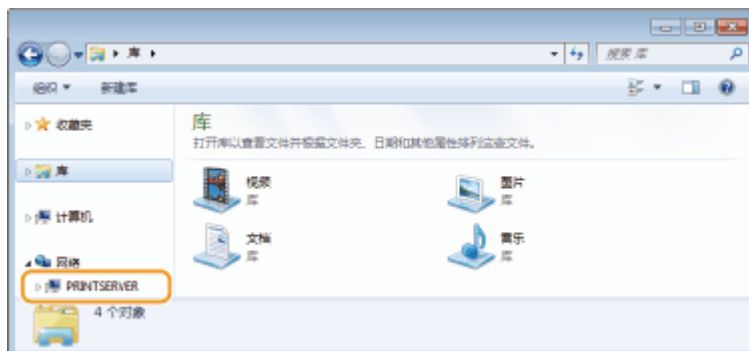 库
搜索 库
组织 新建库
收藏夹
库
计算机
网络
PRINTSERVER
库
打开库以查看文件并根据文件夹、日期和其他属性排列这些文件。
视频
库
图片
库
文档
库
音乐
库
4 个对象